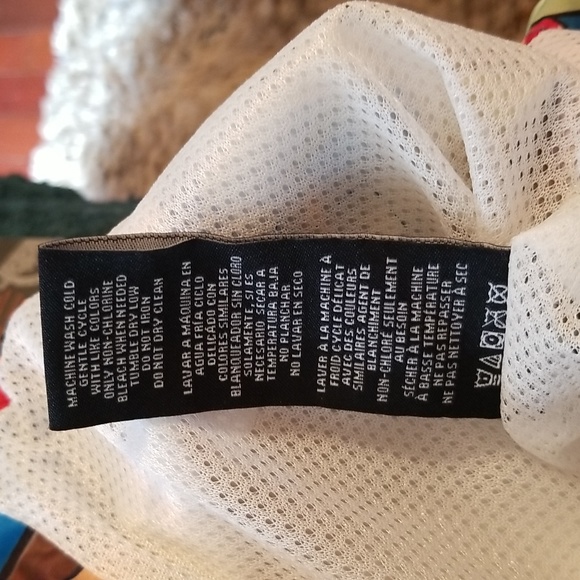 MACHINE WASH COLD
GENTLE CYCLE
WITH LIKE COLORS
ONLY NON-CHLORINE
BLEACH WHEN NEEDED
TUMBLE DRY LOW
DO NOT IRON
DO NOT DRY CLEAN
LAVAR A MÁQUINA EN
AGUA FRÍA CICLO
DELICADO CON
COLORES SIMILARES
BLANQUEADOR SIN CLORO
SOLAMENTE, SI ES
NECESARIO SECAR A
TEMPERATURA BAJA
NO PLANCHAR
NO LAVAR EN SECO
LAVER À LA MACHINE À
FROID CYCLE DÉLICAT
AVEC DES COULEURS
SIMILAIRES AGENT DE
BLANCHIMENT
NON-CHLORÉ SEULEMENT
AU BESOIN
SÉCHER À LA MACHINE
À BASSE TEMPÉRATURE
NE PAS REPASSER
NE PAS NETTOYER À SEC